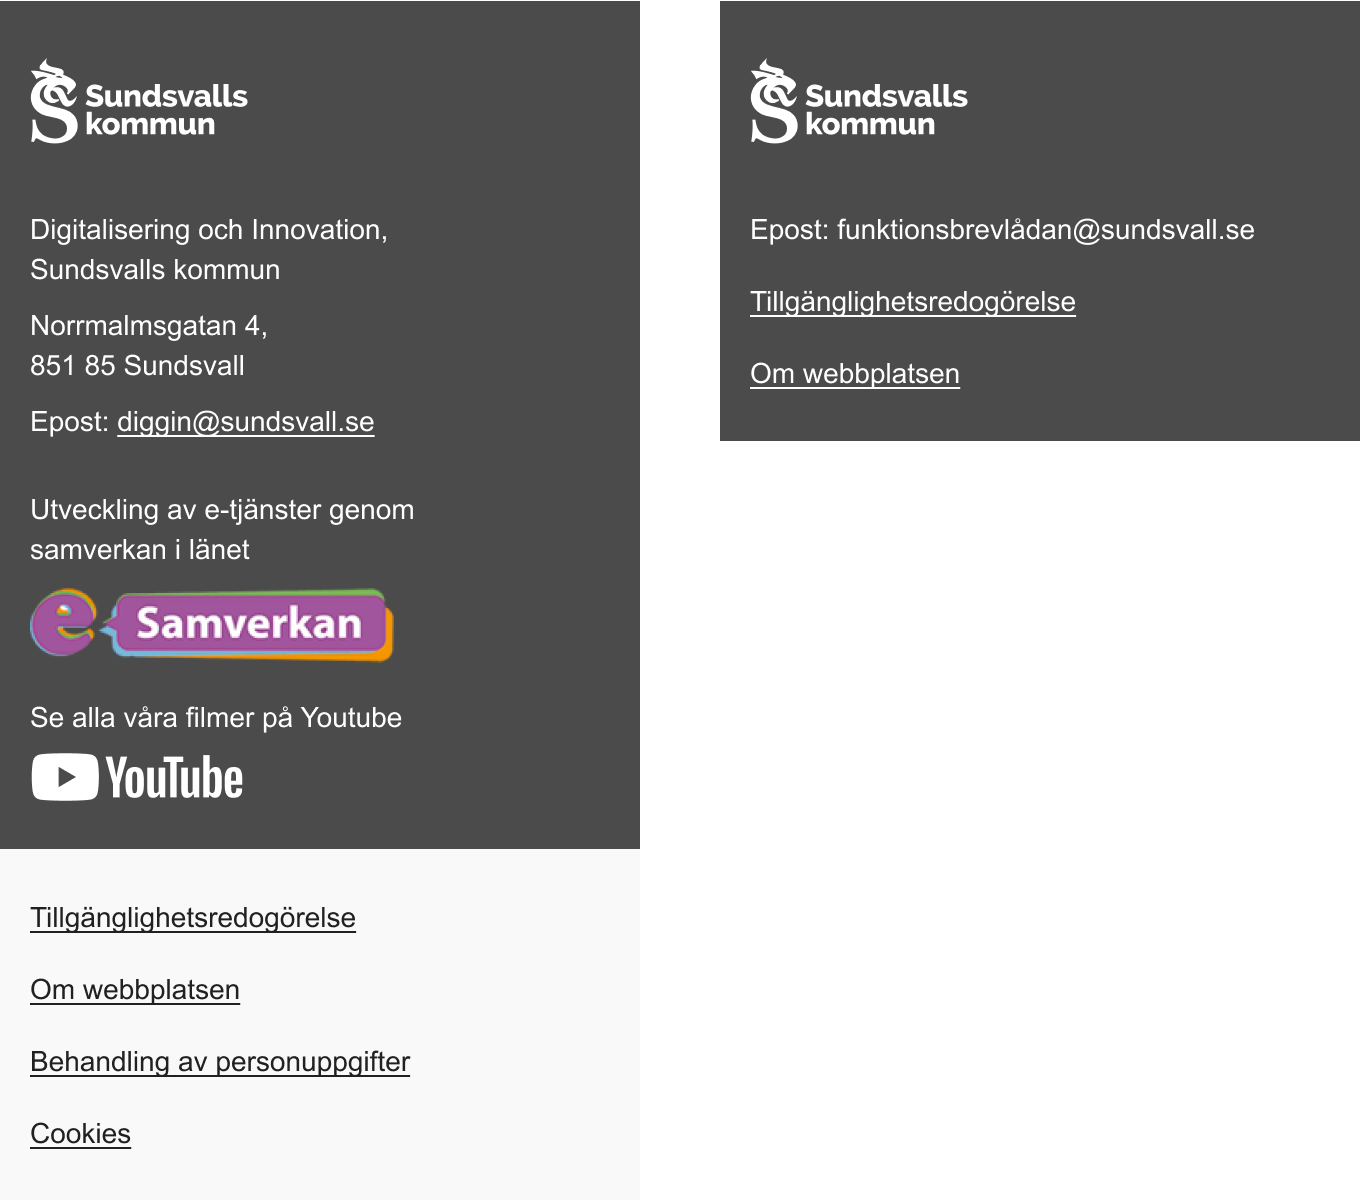 Sundsvalls
kommun
Digitalisering och Innovation,
Sundsvalls kommun
Norrmalmsgatan 4,
851 85 Sundsvall
Epost: diggin@sundsvall.se
Utveckling av e-tjänster genom
samverkan i länet
e Samverkan
Se alla våra filmer på Youtube
YouTube
Tillgänglighetsredogörelse
Om webbplatsen
Behandling av personuppgifter
Cookies
Sundsvalls
kommun
Epost: funktionsbrevlådan@sundsvall.se
Tillgänglighetsredogörelse
Om webbplatsen